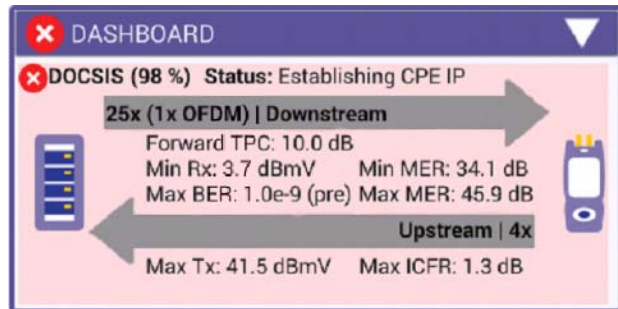 DASHBOARD
DOCSIS (98 %) Status: Establishing CPE IP
25x (1x OFDM) | Downstream
Forward TPC: 10.0 dB
Min Rx: 3.7 dBmV Min MER: 34.1 dB
Max BER: 1.0e-9 (pre) Max MER: 45.9 dB
Upstream | 4x
Max Tx: 41.5 dBmV Max ICFR: 1.3 dB